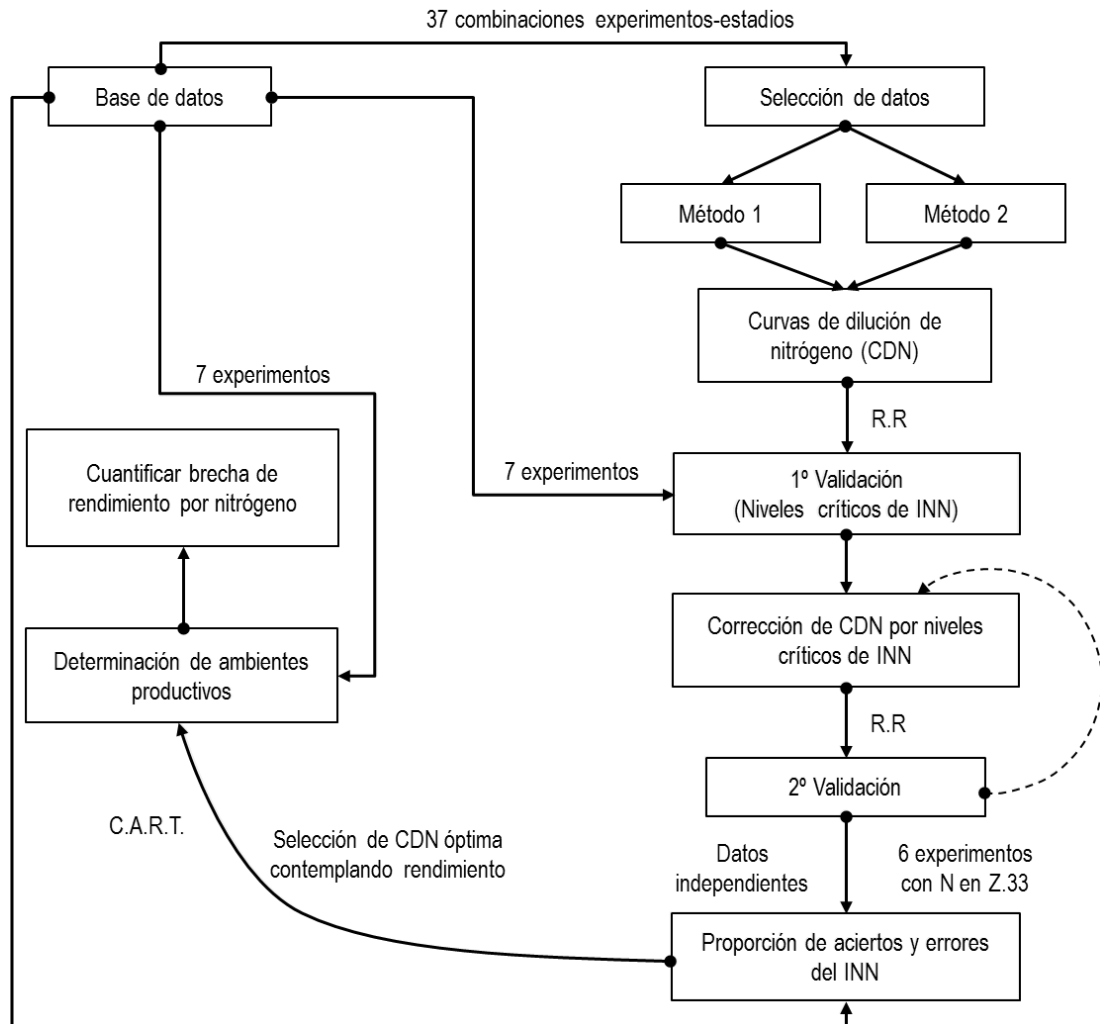 37 combinaciones experimentos-estadios
Base de datos
Selección de datos
Método 1
Método 2
Curvas de dilución de
nitrógeno (CDN)
7 experimentos
R.R
Cuantificar brecha de
rendimiento por nitrógeno
7 experimentos
1º Validación
(Niveles críticos de INN)
Corrección de CDN por niveles
críticos de INN
Determinación de ambientes
productivos
R.R
2º Validación
C.A.R.T.
Selección de CDN óptima
contemplando rendimiento
Datos
independientes
6 experimentos
con N en Z.33
Proporción de aciertos y errores
del INN